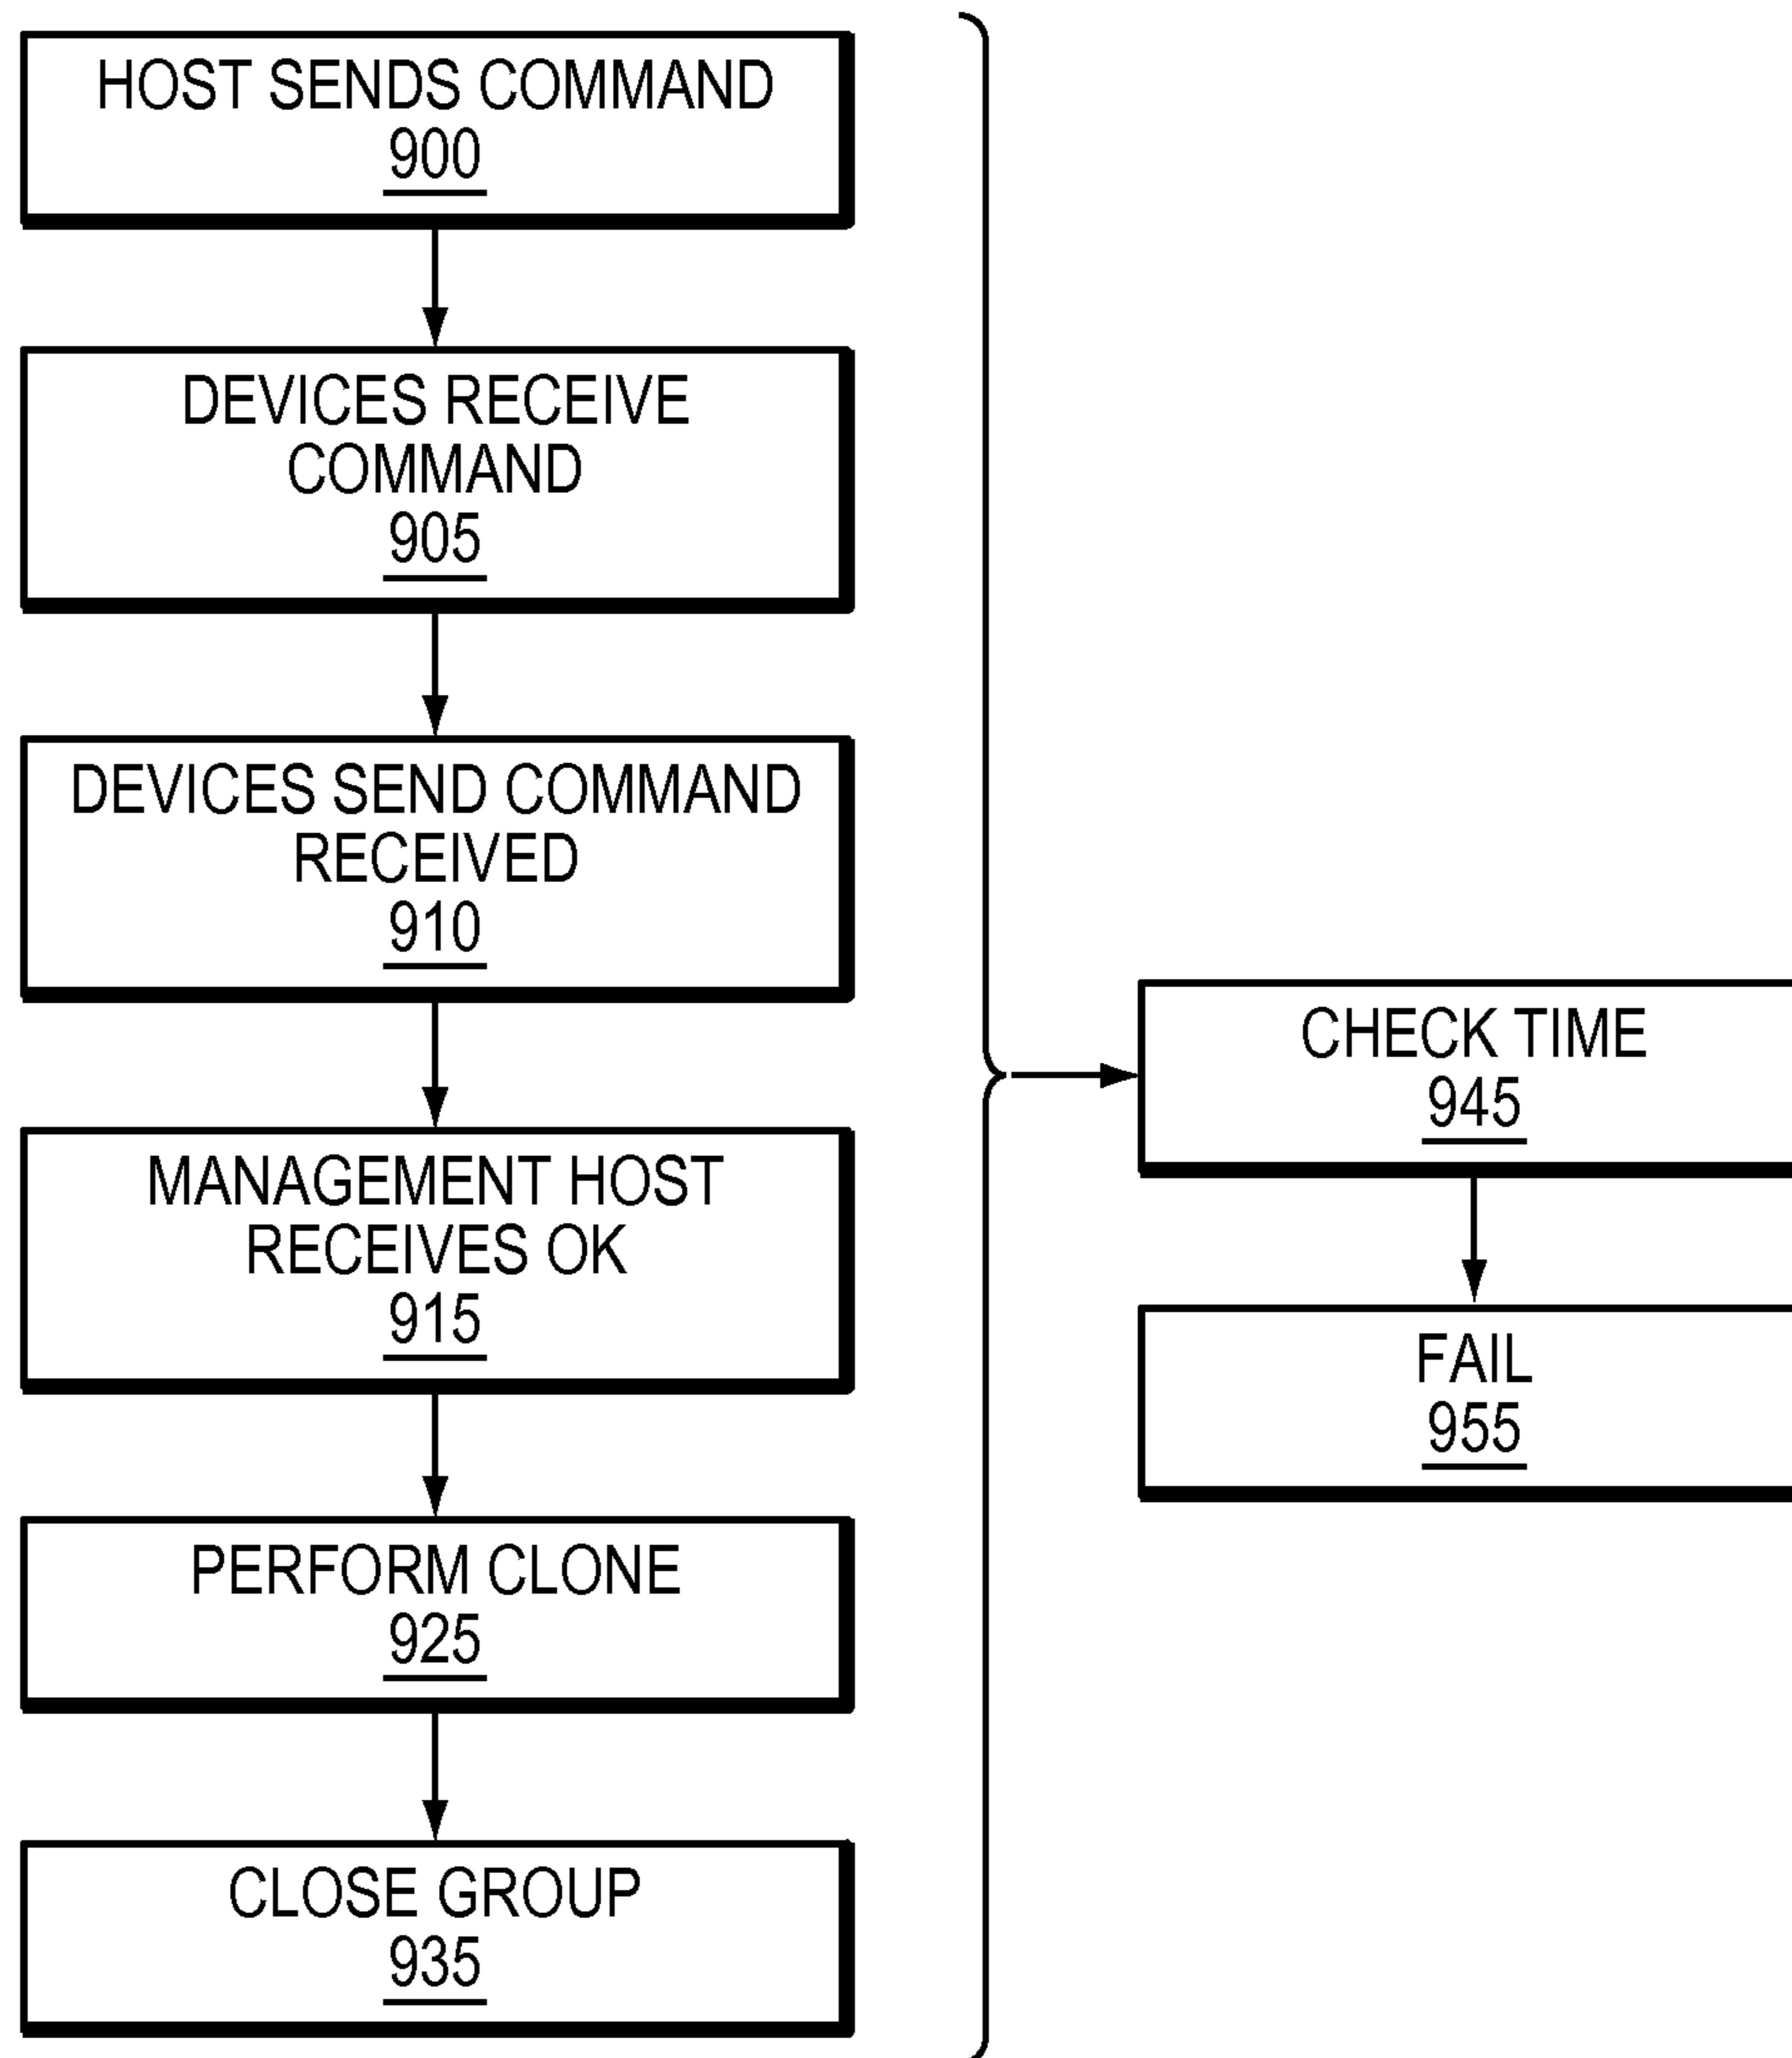 HOST SENDS COMMAND
900
DEVICES RECEIVE
COMMAND
905
DEVICES SEND COMMAND
RECEIVED
910
MANAGEMENT HOST
RECEIVES OK
915
PERFORM CLONE
925
CLOSE GROUP
935
CHECK TIME
945
FAIL
955